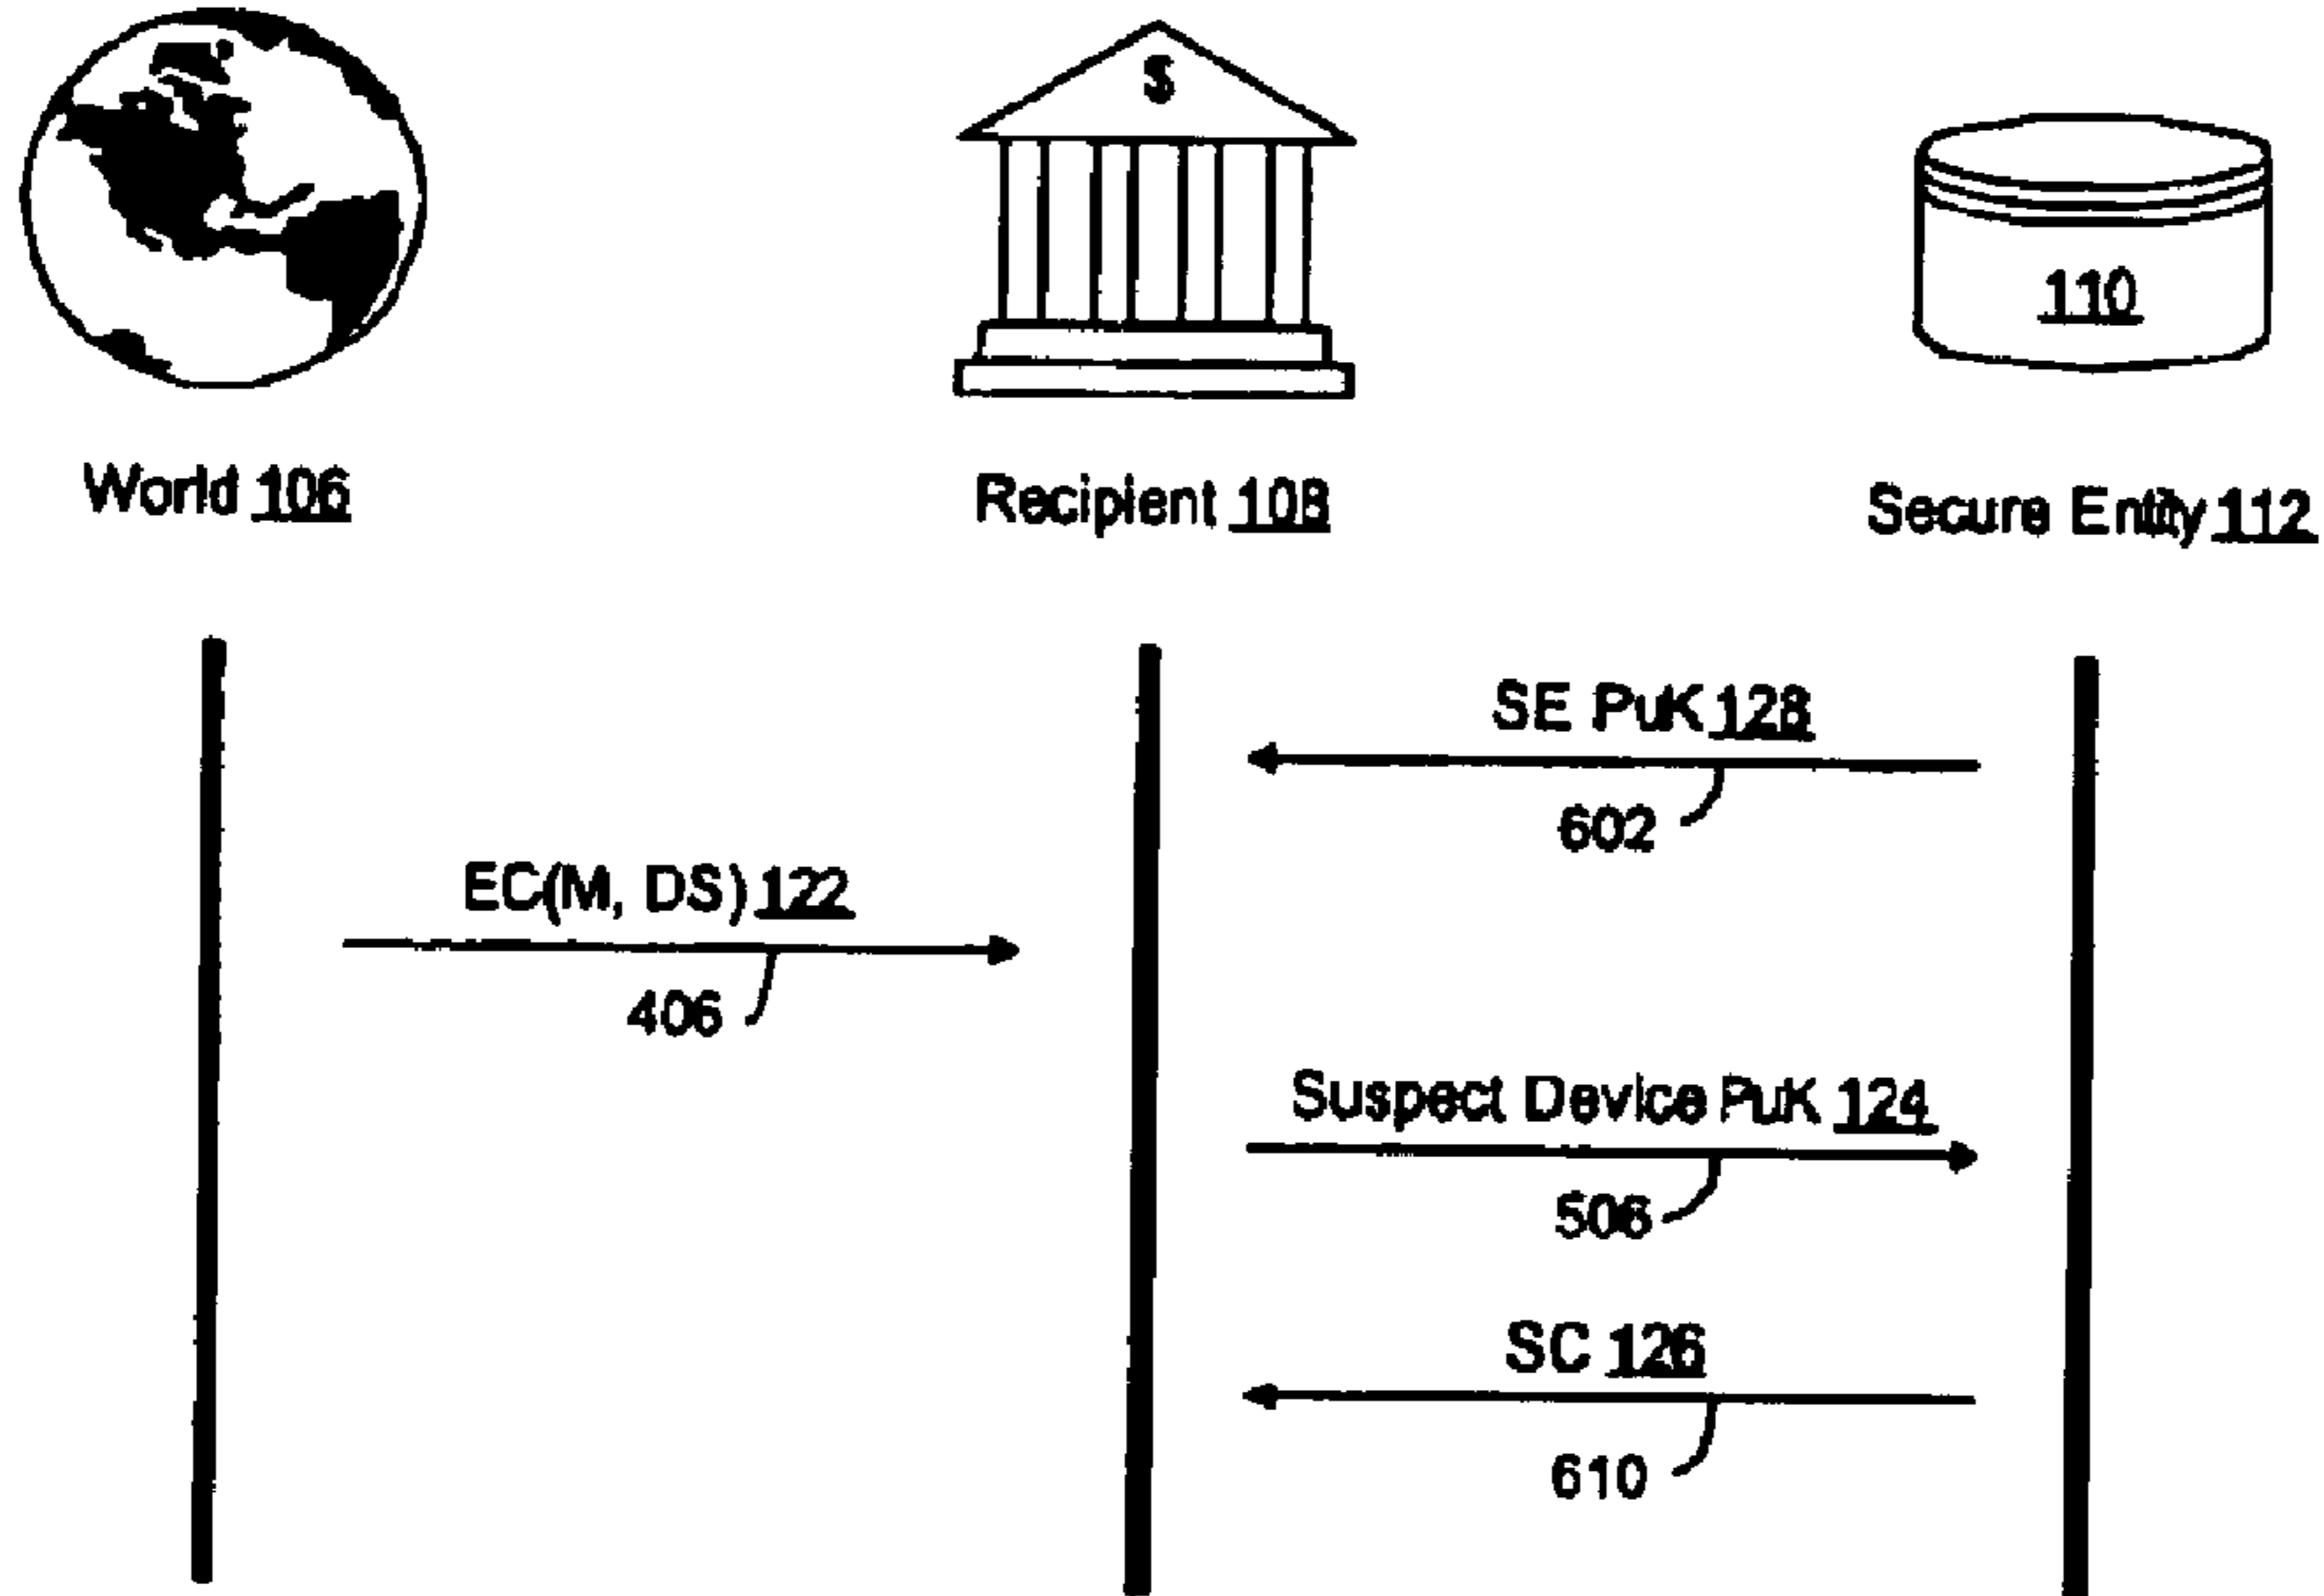 $
110
World 106
Recipient 108
Secure Entity 112
SE PuK 128
602
EC(M, DS) 122
406
Suspect Device PuK 124
506
SC 126
610